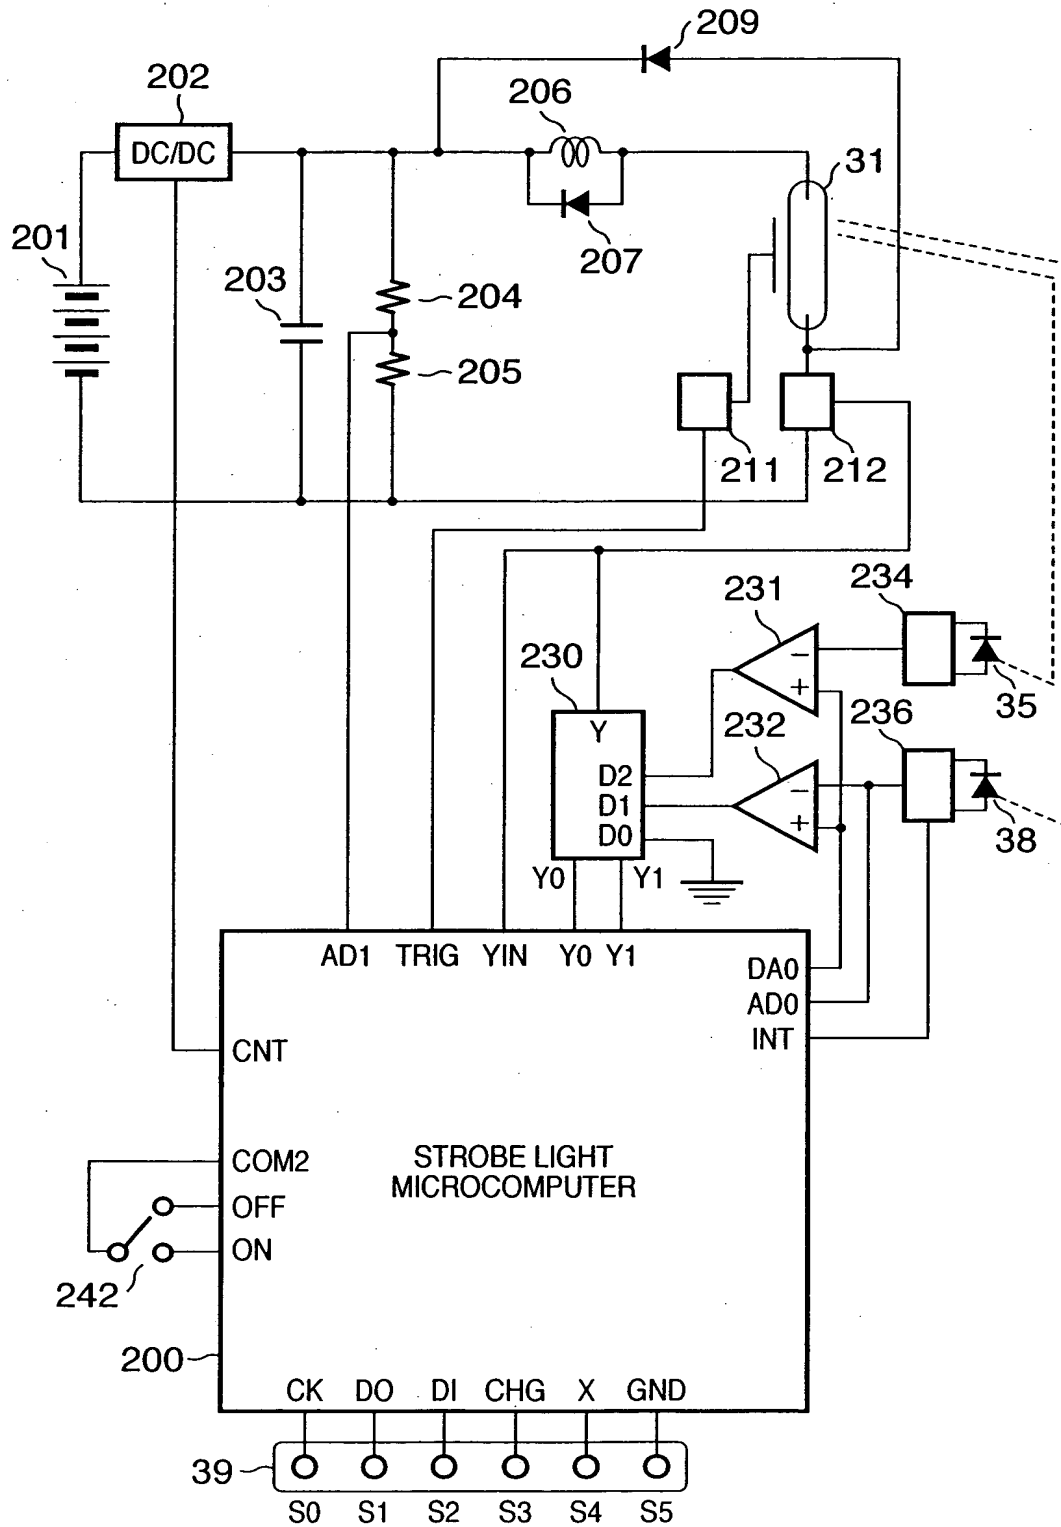 209
202
206
DC/DC
31
201
207
203
204
205
211
212
234
231
230
35
236
Y
232
D2
D1
D0
38
Y0
Y1
AD1
TRIG
YIN
Y0
Y1
DA0
AD0
INT
CNT
COM2
STROBE LIGHT
MICROCOMPUTER
OFF
ON
242
200
CK
DO
DI
CHG
X
GND
39
S0
S1
S2
S3
S4
S5
−
+
−
+